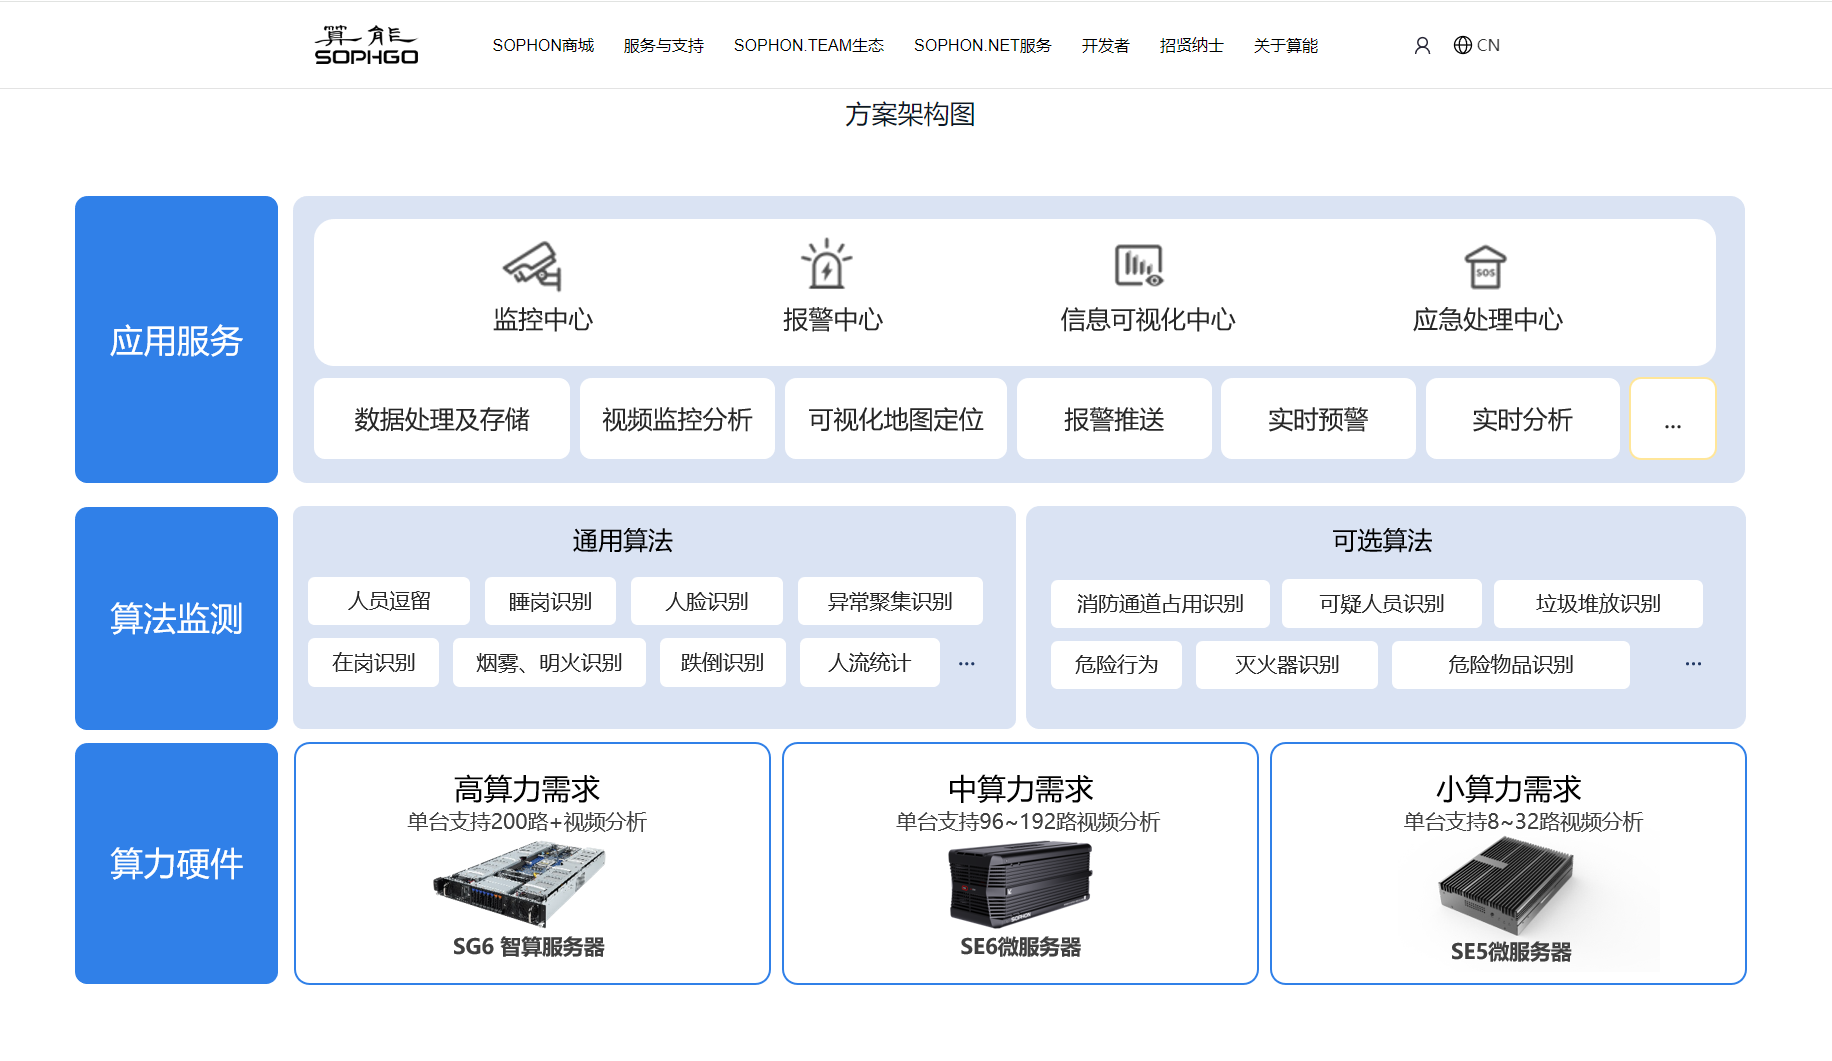 算能
SOPHGO
SOPHON商城 服务与支持 SOPHON.TEAM生态 SOPHON.NET服务 开发者 招贤纳士 关于算能 CN
方案架构图
应用服务
监控中心 报警中心 信息可视化中心 应急处理中心
SOS
数据处理及存储 视频监控分析 可视化地图定位 报警推送 实时预警 实时分析 ...
算法监测
通用算法
人员逗留 睡岗识别 人脸识别 异常聚集识别
在岗识别 烟雾、明火识别 跌倒识别 人流统计 ...
可选算法
消防通道占用识别 可疑人员识别 垃圾堆放识别
危险行为 灭火器识别 危险物品识别 ...
算力硬件
高算力需求
单台支持200路+视频分析
SG6 智算服务器
中算力需求
单台支持96~192路视频分析
SOPHON
SE6微服务器
小算力需求
单台支持8~32路视频分析
SE5微服务器